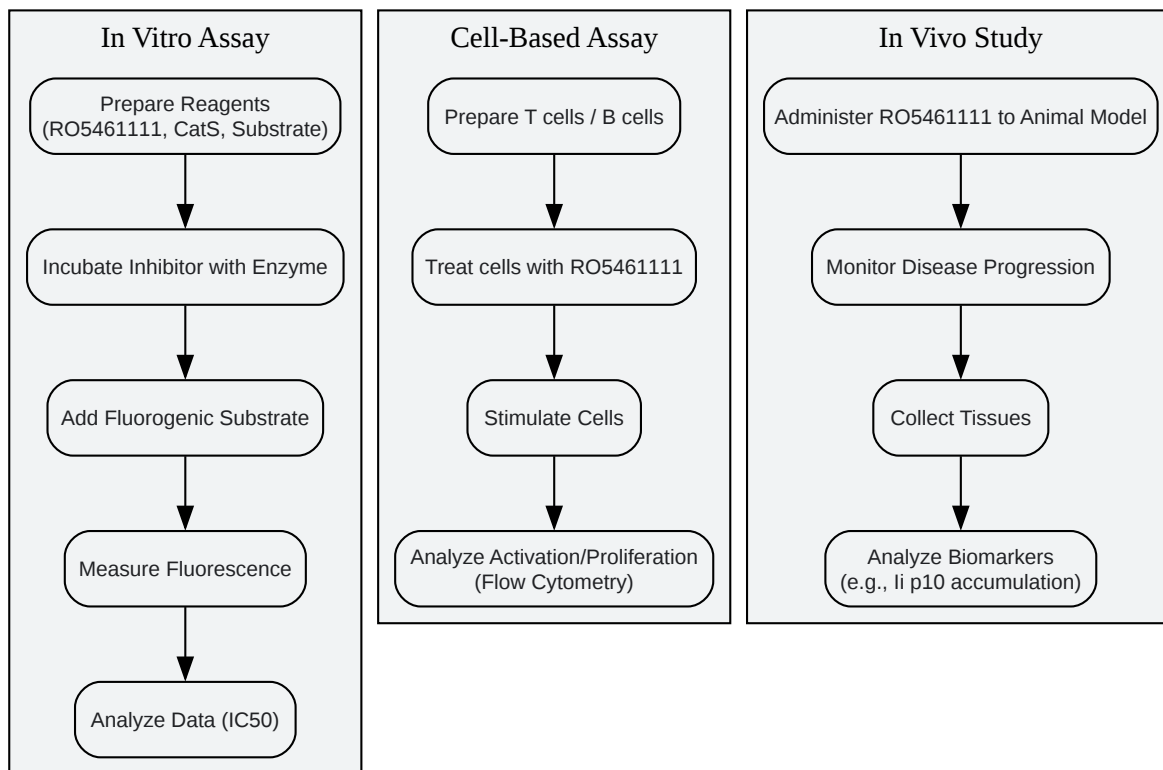 In Vitro Assay
Prepare Reagents
(RO5461111, CatS, Substrate)
Incubate Inhibitor with Enzyme
Add Fluorogenic Substrate
Measure Fluorescence
Analyze Data (IC50)
Cell-Based Assay
Prepare T cells / B cells
Treat cells with RO5461111
Stimulate Cells
Analyze Activation/Proliferation
(Flow Cytometry)
In Vivo Study
Administer RO5461111 to Animal Model
Monitor Disease Progression
Collect Tissues
Analyze Biomarkers
(e.g., Ii p10 accumulation)